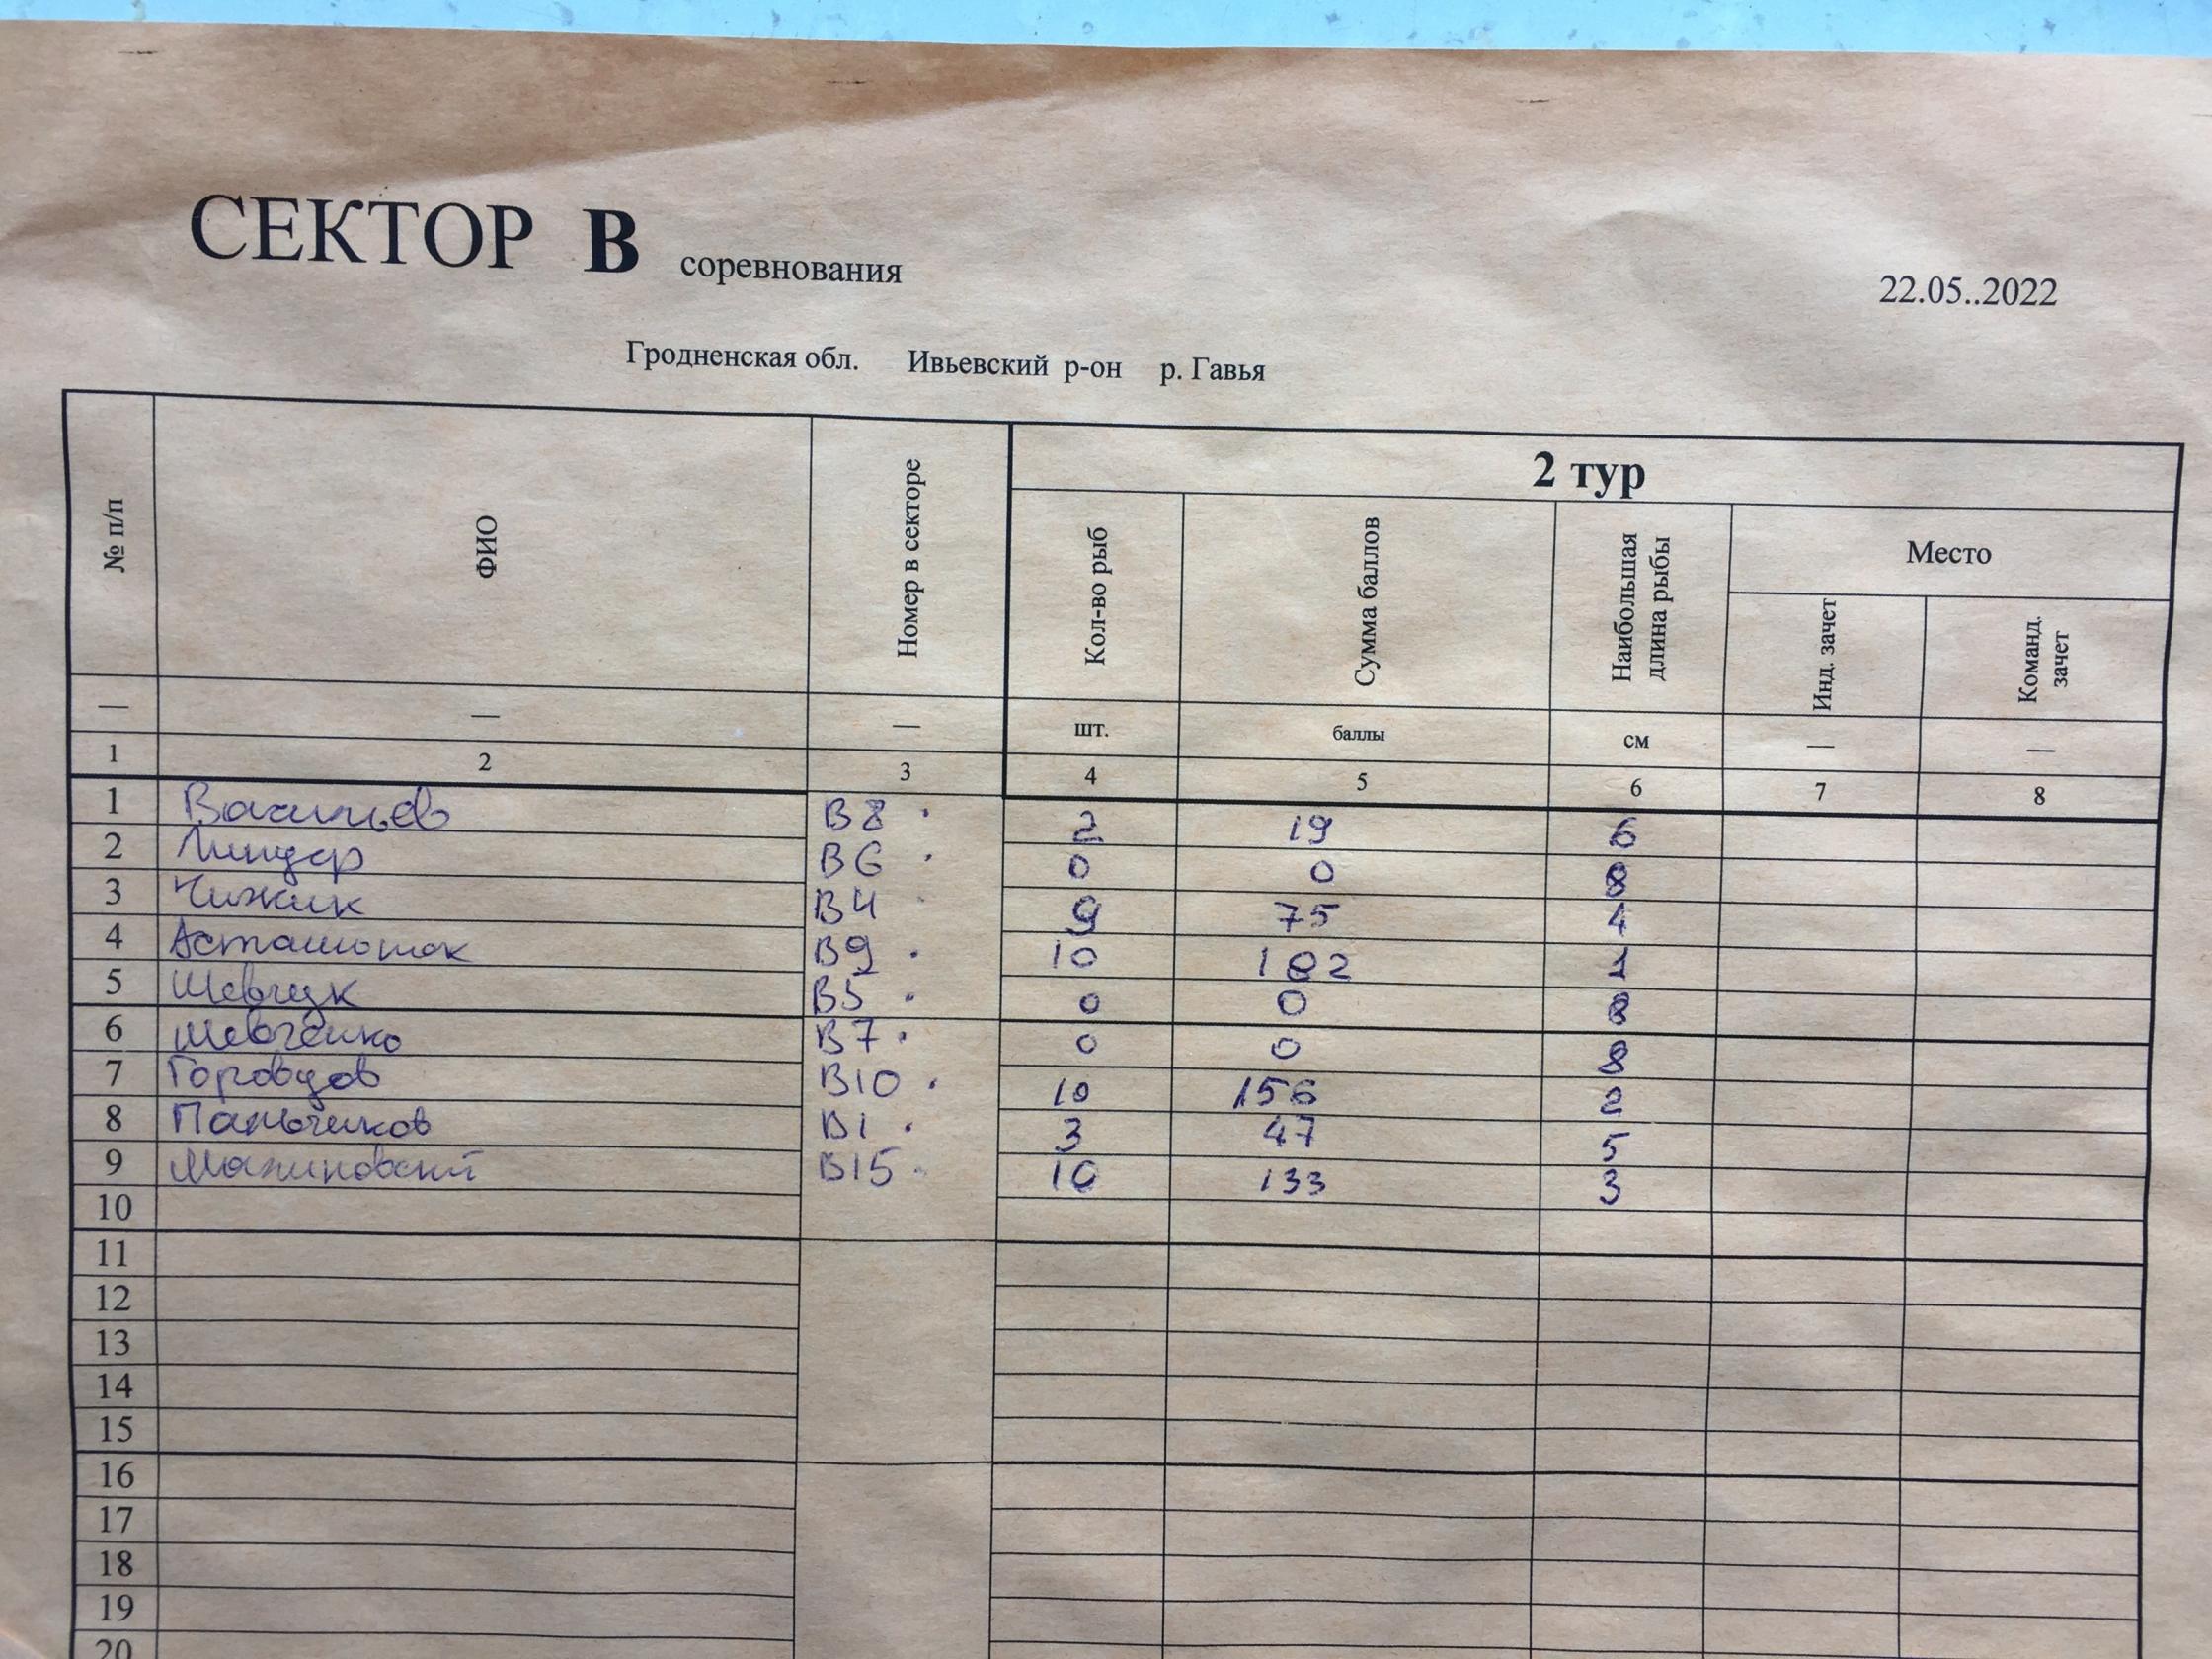 СЕКТОР В соревнования
22.05..2022
Гродненская обл. Ивьевский р-он р. Гавья
№ п/п ФИО Номер в секторе 2 тур
Кол-во рыб Сумма баллов Наибольшая длина рыбы Место
Инд. зачет Команд. зачет
— — — шт. баллы см — —
1 2 3 4 5 6 7 8
1 Васильев В8 2 19 6
2 Линдер В6 0 0 8
3 Чижик В4 9 75 4
4 В9 10
5 Шевчук В5 0 0 8
6 Шевченко В7 0 0 8
7 Горовцов В10 10 156 2
8 Паньчиков В1 3 47 5
9 Малиновский В15 10 133 3
10
11
12
13
14
15
16
17
18
19
20